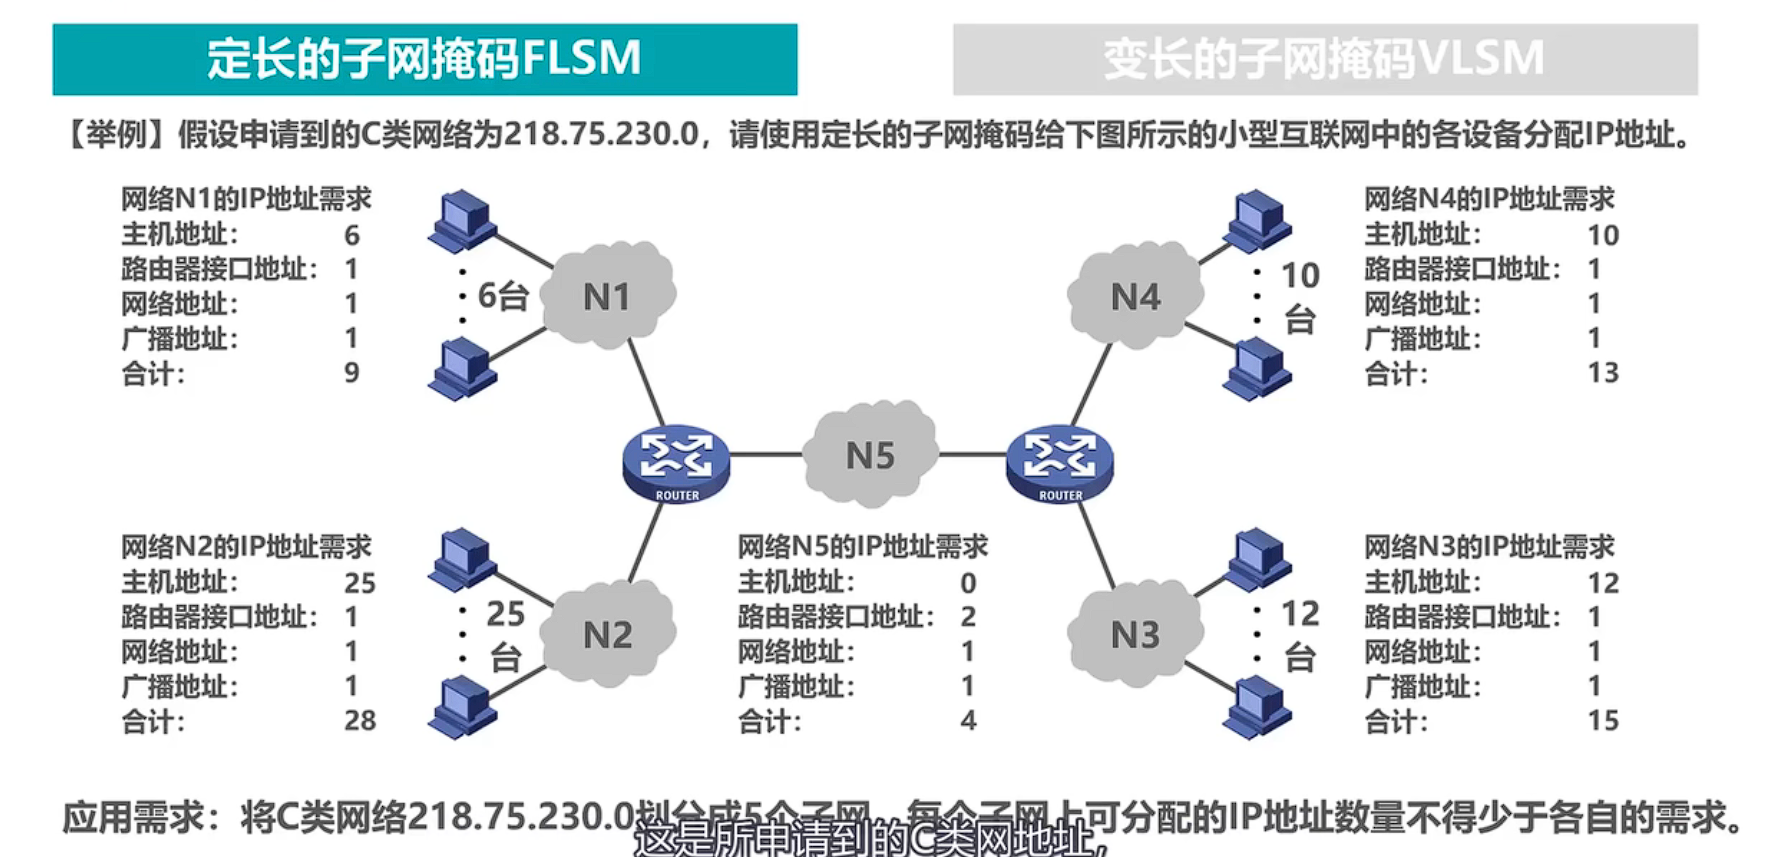 定长的子网掩码FLSM
变长的子网掩码VLSM
【举例】假设申请到的C类网络为218.75.230.0，请使用定长的子网掩码给下图所示的小型互联网中的各设备分配IP地址。
网络N1的IP地址需求
主机地址： 6
路由器接口地址： 1
网络地址： 1
广播地址： 1
合计： 9
6台
N1
N4
10
台
网络N4的IP地址需求
主机地址： 10
路由器接口地址： 1
网络地址： 1
广播地址： 1
合计： 13
ROUTER
N5
ROUTER
网络N2的IP地址需求
主机地址： 25
路由器接口地址： 1
网络地址： 1
广播地址： 1
合计： 28
25
台
N2
网络N5的IP地址需求
主机地址： 0
路由器接口地址： 2
网络地址： 1
广播地址： 1
合计： 4
N3
12
台
网络N3的IP地址需求
主机地址： 12
路由器接口地址： 1
网络地址： 1
广播地址： 1
合计： 15
应用需求：将C类网络218.75.230.0划分成5个子网，每个子网上可分配的IP地址数量不得少于各自的需求。
这是所申请到的C类网地址，